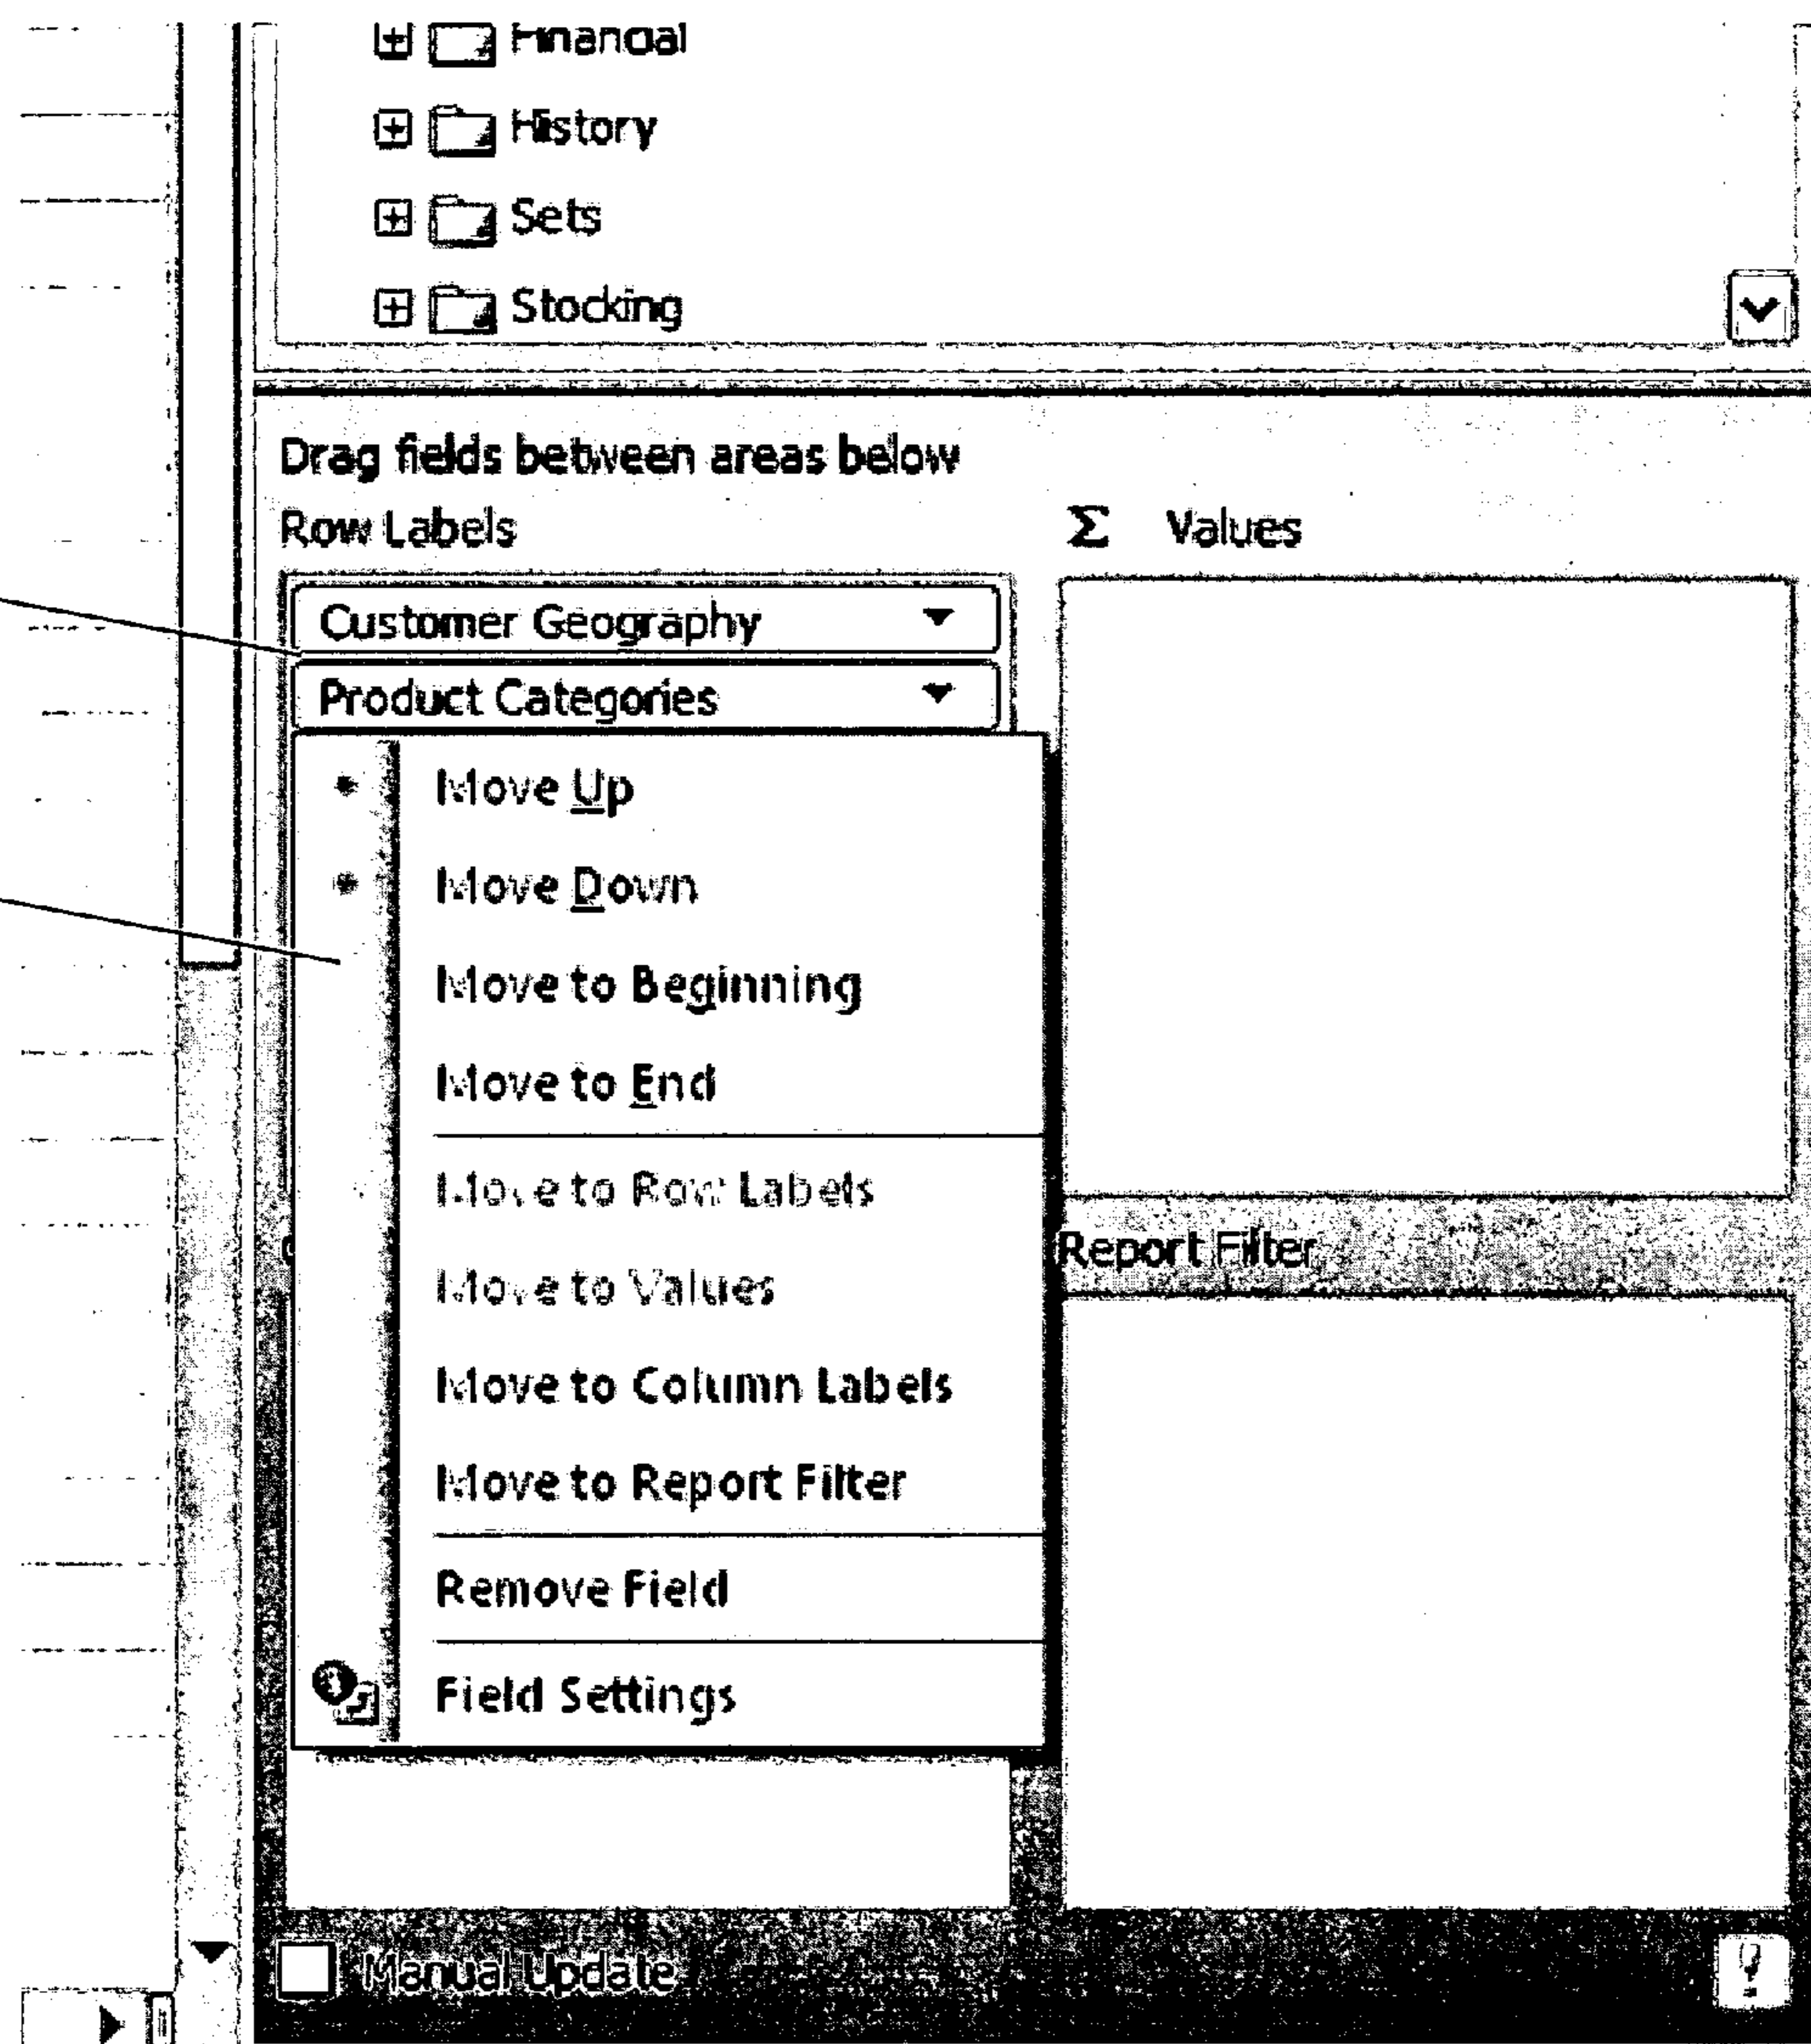 Financial
History
Sets
Stocking
Drag fields between areas below
Row Labels
Σ Values
Customer Geography
Product Categories
Move Up
Move Down
Move to Beginning
Move to End
Move to Row Labels
Move to Values
Report Filter
Move to Column Labels
Move to Report Filter
Remove Field
Field Settings
Manual Update